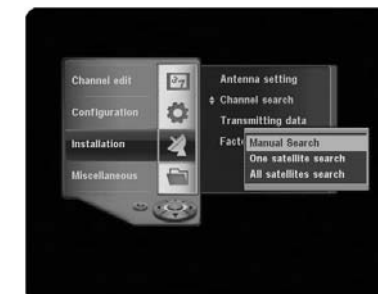 Channel edit
Configuration
Installation
Miscellaneous
Antenna setting
Channel search
Transmitting data
Manual Search
One satellite search
All satellites search